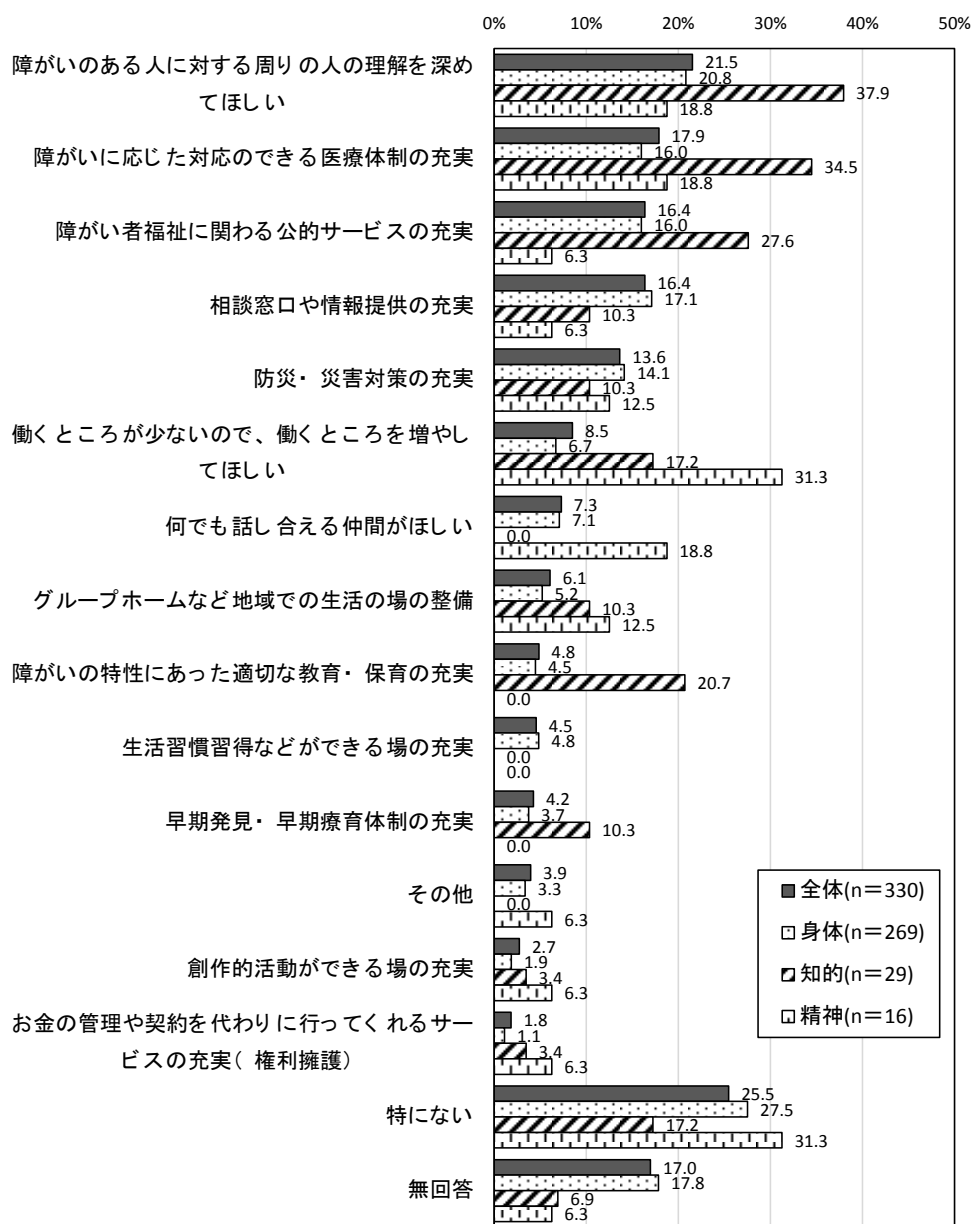 0% 10% 20% 30% 40% 50%
障がいのある人に対する周りの人の理解を深め
てほしい
21.5
20.8
37.9
18.8
障がいに応じた対応のできる医療体制の充実
17.9
16.0
34.5
18.8
障がい者福祉に関わる公的サービスの充実
16.4
16.0
27.6
6.3
相談窓口や情報提供の充実
16.4
17.1
10.3
6.3
防災・災害対策の充実
13.6
14.1
10.3
12.5
働くところが少ないので、働くところを増やし
てほしい
8.5
6.7
17.2
31.3
何でも話し合える仲間がほしい
7.3
7.1
0.0
18.8
グループホームなど地域での生活の場の整備
6.1
5.2
10.3
12.5
障がいの特性にあった適切な教育・保育の充実
4.8
4.5
20.7
0.0
生活習慣習得などができる場の充実
4.5
4.8
0.0
0.0
早期発見・早期療育体制の充実
4.2
3.7
10.3
0.0
その他
3.9
3.3
0.0
6.3
創作的活動ができる場の充実
2.7
1.9
3.4
6.3
お金の管理や契約を代わりに行ってくれるサー
ビスの充実(権利擁護)
1.8
1.1
3.4
6.3
特にない
25.5
27.5
17.2
31.3
無回答
17.0
17.8
6.9
6.3
全体(n=330)
身体(n=269)
知的(n=29)
精神(n=16)